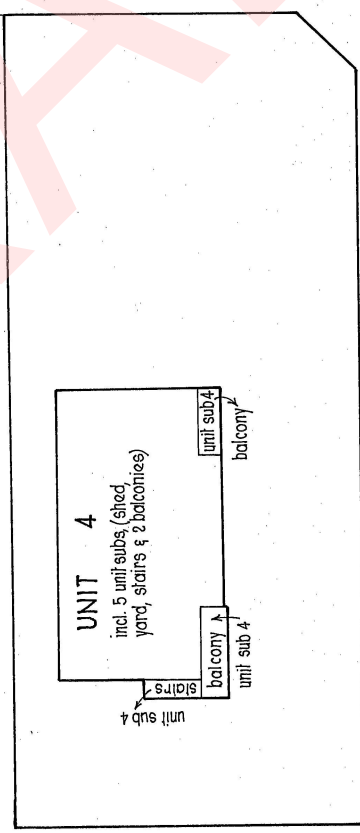 UNIT 4
incl. 5 unit subs, (shed,
yard, stairs & 2 balconies)
unit sub 4
balcony
balcony
unit sub 4
stairs
unit sub 4